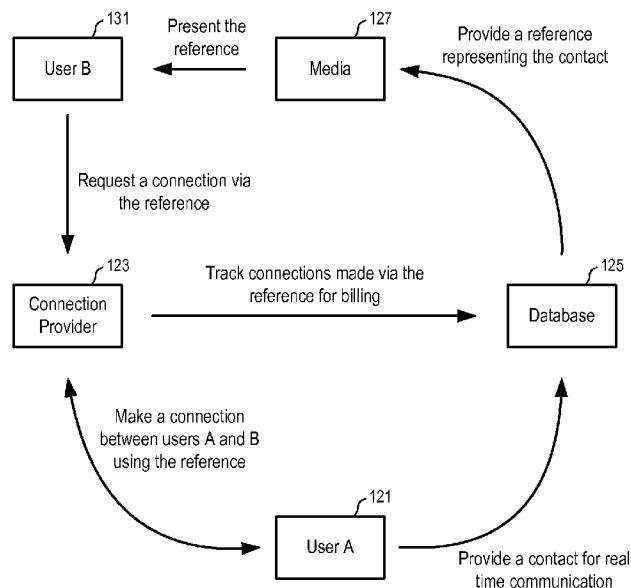 131
User B
Present the
reference
127
Media
Provide a reference
representing the contact
Request a connection via
the reference
123
Connection
Provider
Track connections made via the
reference for billing
125
Database
Make a connection
between users A and B
using the reference
121
User A
Provide a contact for real
time communication